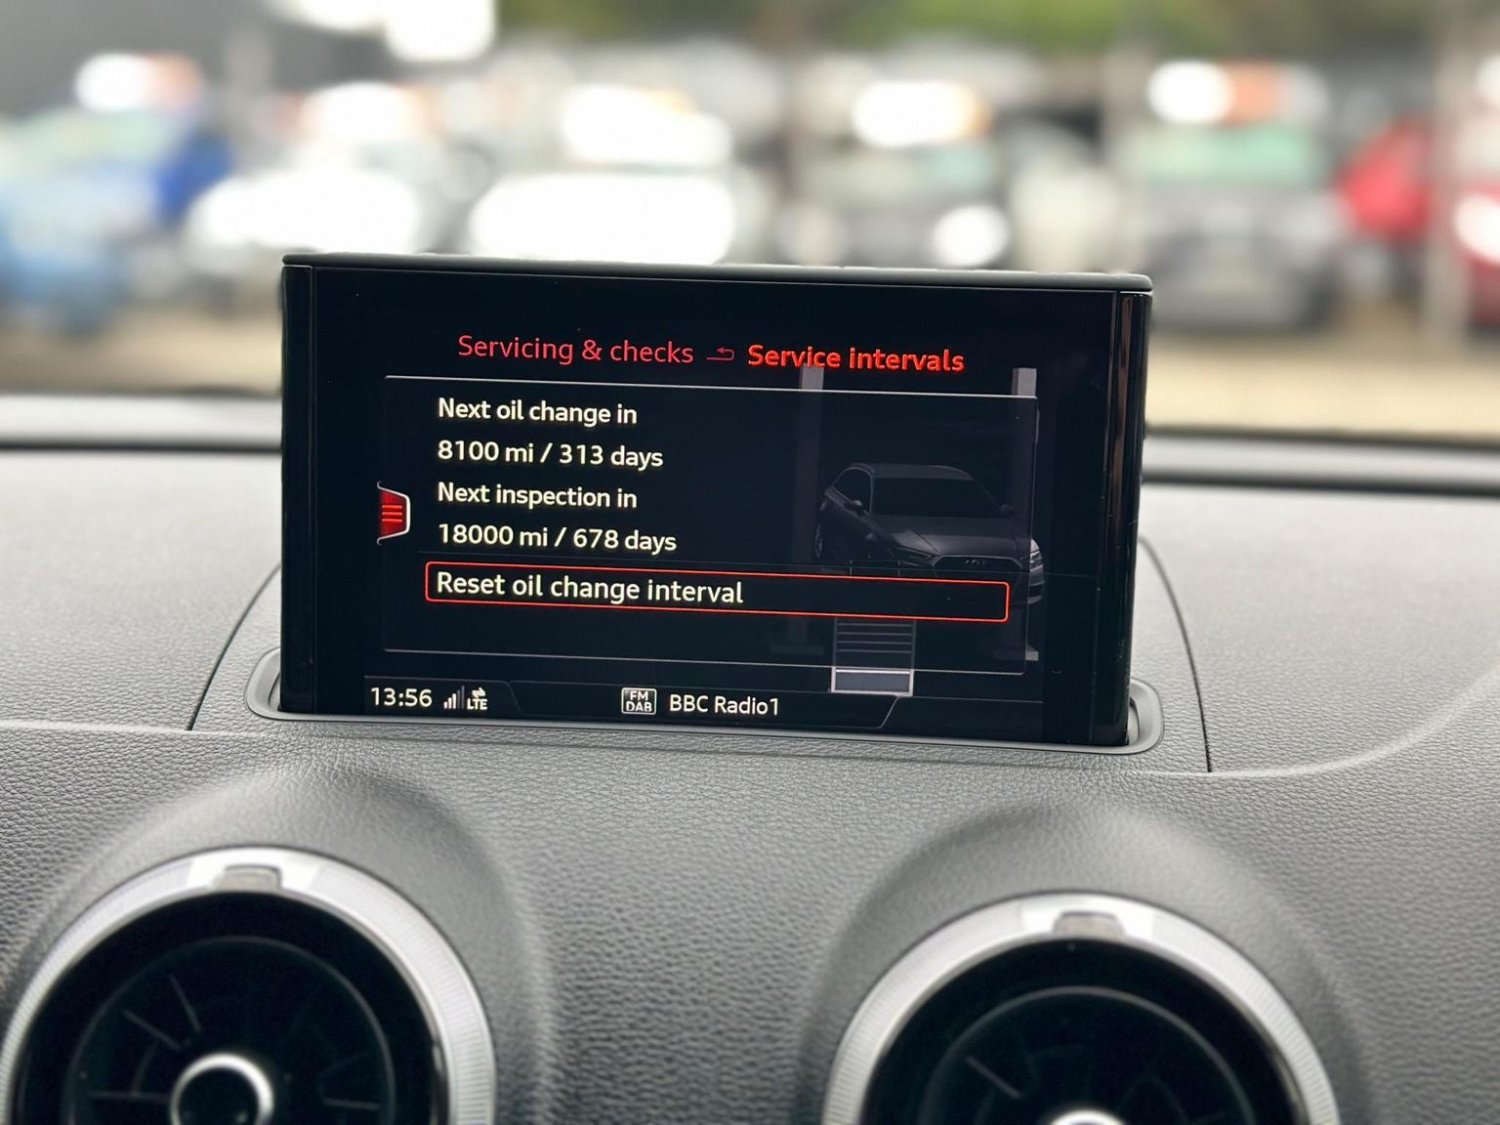 Servicing & checks Service intervals
Next oil change in
8100 mi / 313 days
Next inspection in
18000 mi / 678 days
Reset oil change interval
13:56 LTE FM DAB BBC Radio1